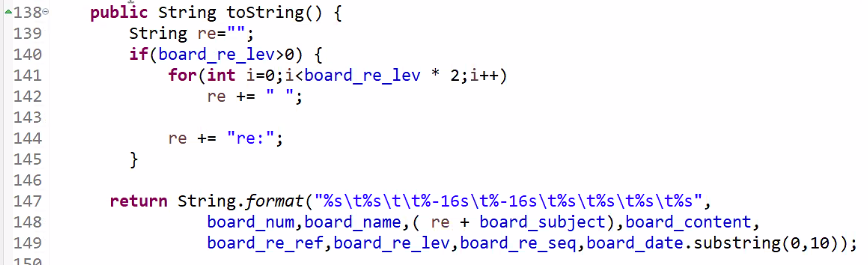 138 public String toString() {
139 String re="";
140 if(board_re_lev>0) {
141 for(int i=0;i<board_re_lev * 2;i++)
142 re += " ";
143
144 re += "re:";
145 }
146
147 return String.format("%s\t%s\t\t%-16s\t%-16s\t%s\t%s\t%s\t%s",
148 board_num,board_name,( re + board_subject),board_content,
149 board_re_ref,board_re_lev,board_re_seq,board_date.substring(0,10));
150